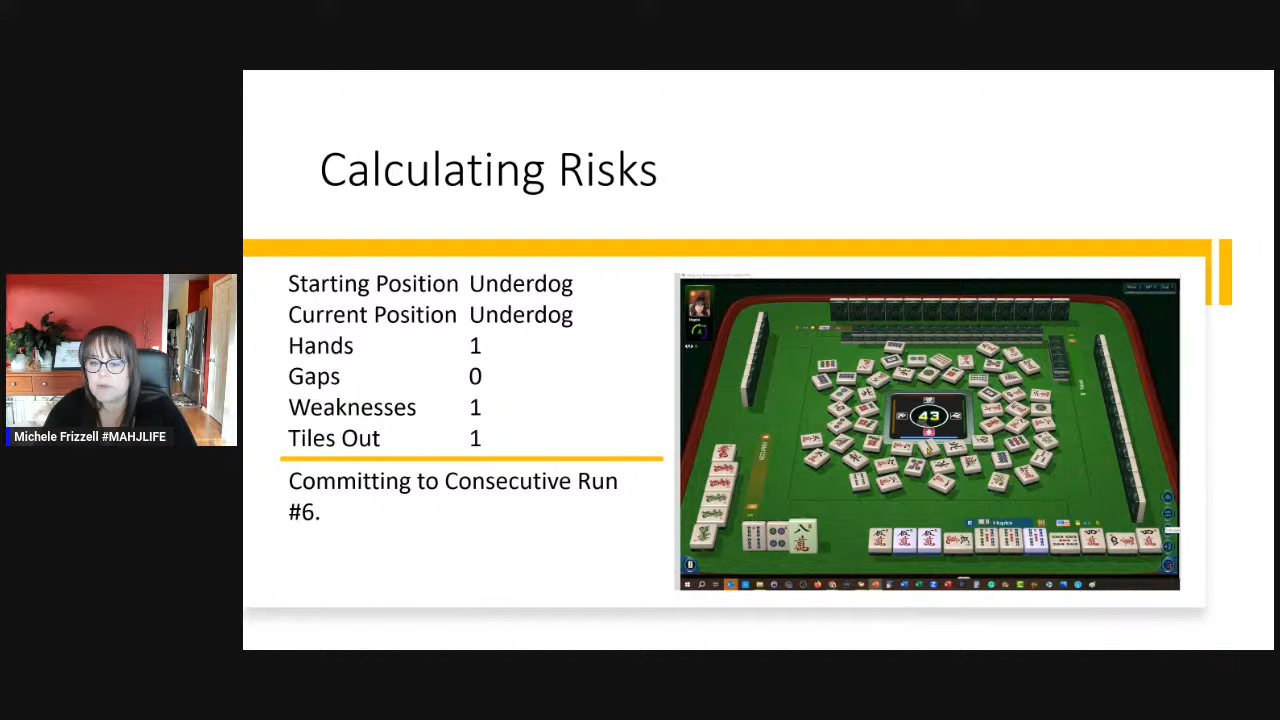 Calculating Risks
Starting Position Underdog
Current Position Underdog
Hands 1
Gaps 0
Weaknesses 1
Tiles Out 1
Committing to Consecutive Run
#6.
Michele Frizzell #MAHJLIFE
43